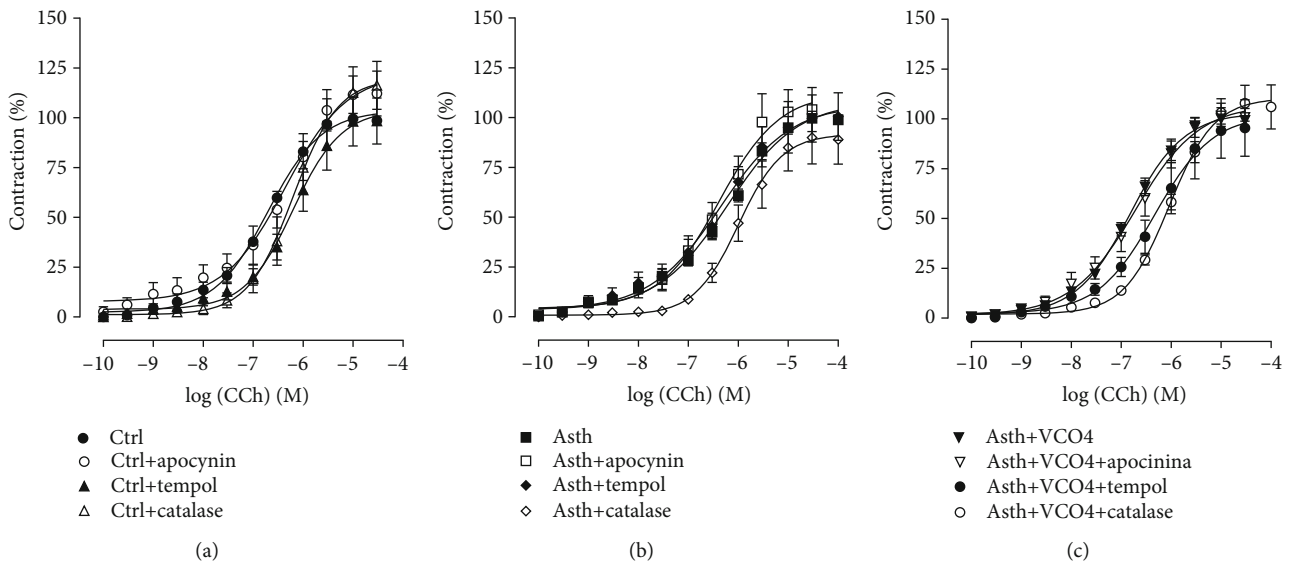 150
125
100
75
50
25
0
Contraction (%)
−10 −9 −8 −7 −6 −5 −4
log (CCh) (M)
Ctrl
Ctrl+apocynin
Ctrl+tempol
Ctrl+catalase
(a)
150
125
100
75
50
25
0
Contraction (%)
−10 −9 −8 −7 −6 −5 −4
log (CCh) (M)
Asth
Asth+apocynin
Asth+tempol
Asth+catalase
(b)
150
125
100
75
50
25
0
Contraction (%)
−10 −9 −8 −7 −6 −5 −4
log (CCh) (M)
Asth+VCO4
Asth+VCO4+apocinina
Asth+VCO4+tempol
Asth+VCO4+catalase
(c)